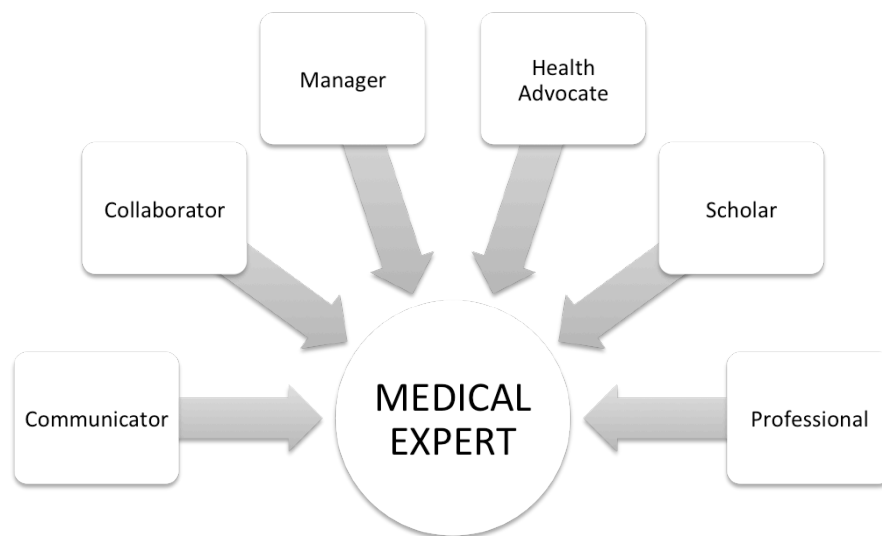 Manager
Health
Advocate
Collaborator
Scholar
Communicator
MEDICAL
EXPERT
Professional